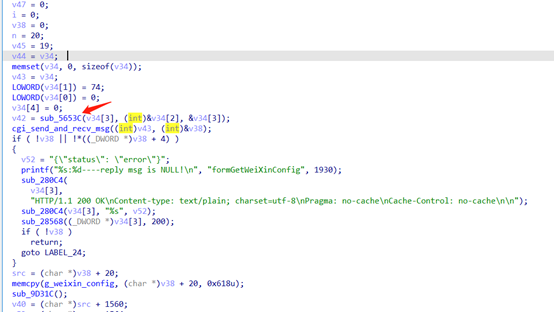 v47 = 0;
i = 0;
v38 = 0;
n = 20;
v45 = 19;
v44 = v34;
memset(v34, 0, sizeof(v34));
v43 = v34;
LOWORD(v34[1]) = 74;
LOWORD(v34[0]) = 0;
v34[4] = 0;
v42 = sub_5653C(v34[3], (int)&v34[2], &v34[3]);
cgi_send_and_recv_msg((int)v43, (int)&v38);
if ( !v38 || !*((_DWORD *)v38 + 4) )
{
v52 = "{\"status\": \"error\"}";
printf("%s:%d----reply msg is NULL!\n", "formGetWeiXinConfig", 1930);
sub_280C4(
v34[3],
"HTTP/1.1 200 OK\nContent-type: text/plain; charset=utf-8\nPragma: no-cache\nCache-Control: no-cache\n\n");
sub_280C4(v34[3], "%s", v52);
sub_28568((_DWORD *)v34[3], 200);
if ( !v38 )
return;
goto LABEL_24;
}
src = (char *)v38 + 20;
memcpy(g_weixin_config, (char *)v38 + 20, 0x618u);
sub_9D31C();
v40 = (char *)src + 1560;